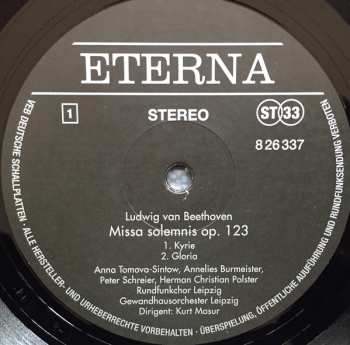 ETERNA
1
STEREO
ST 33
8 26 337
Ludwig van Beethoven
Missa solemnis op. 123
1. Kyrie
2. Gloria
Anna Tomova-Sintow, Annelies Burmeister,
Peter Schreier, Herman Christian Polster
Rundfunkchor Leipzig
Gewandhausorchester Leipzig
Dirigent: Kurt Masur
VEB DEUTSCHE SCHALLPLATTEN · ALLE HERSTELLER- UND URHEBERRECHTE VORBEHALTEN · ÜBERSPIELUNG, ÖFFENTLICHE AUFFÜHRUNG UND RUNDFUNKSENDUNG VERBOTEN